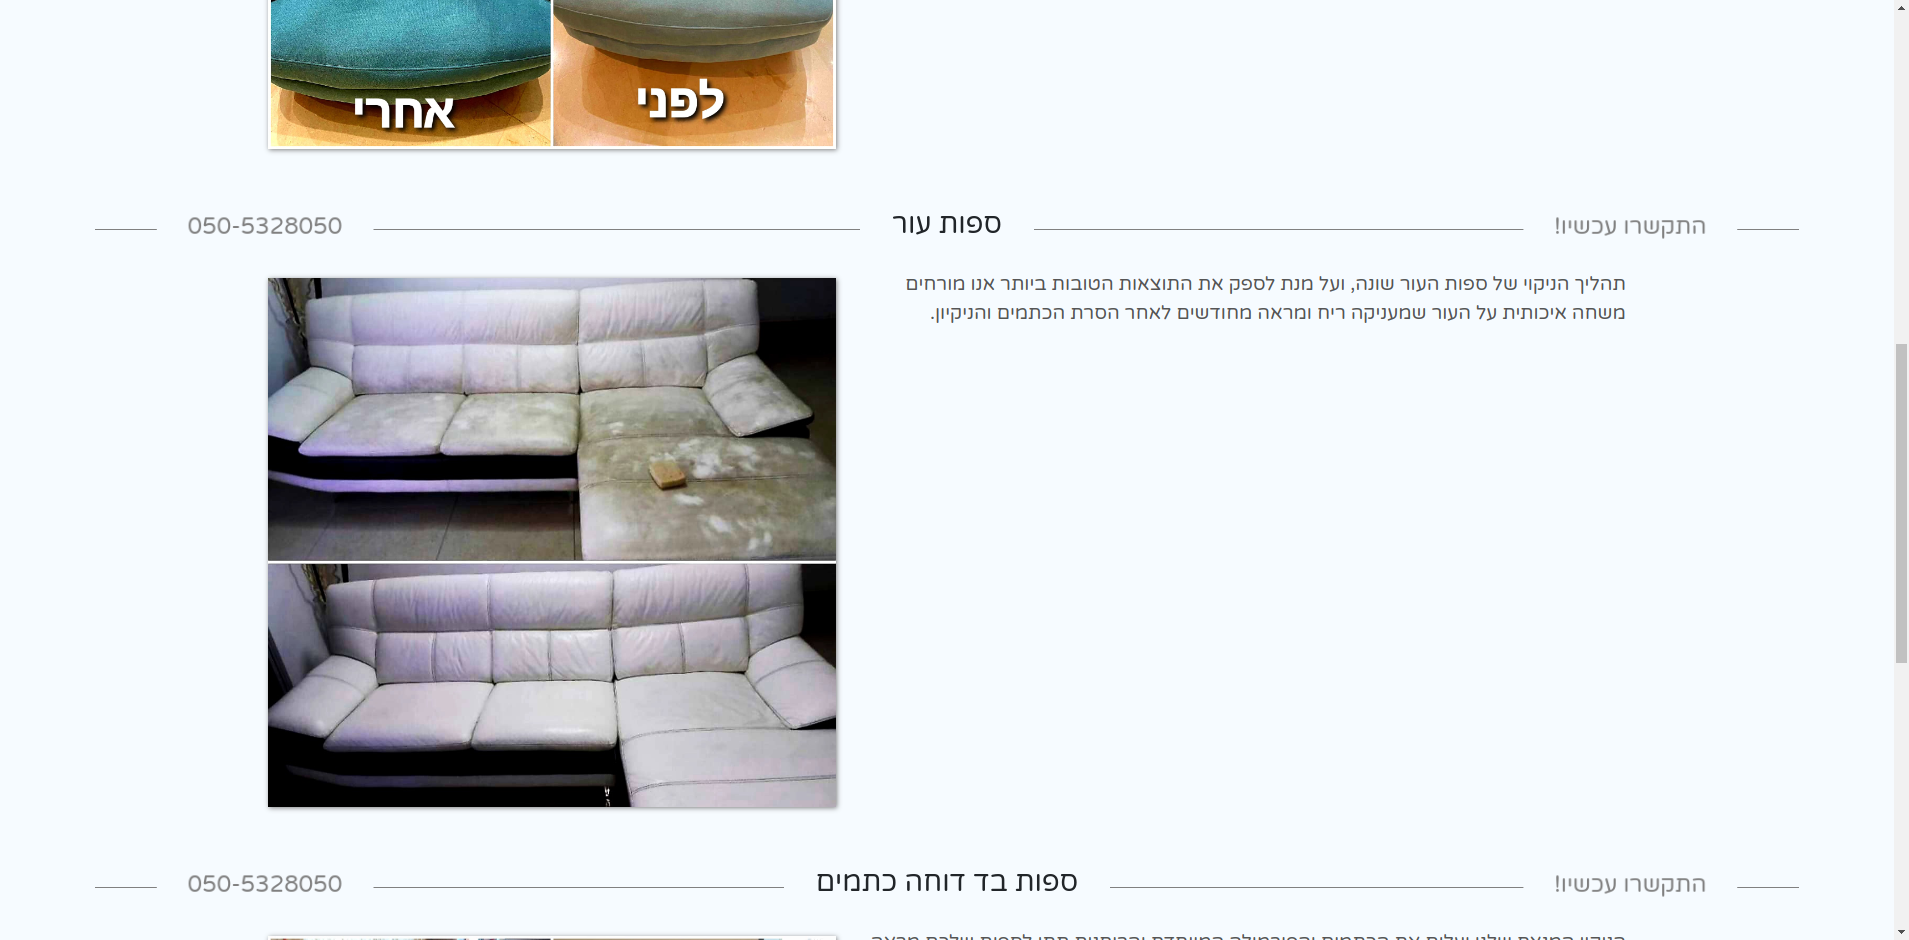 לפני
אחרי
התקשרו עכשיו!
ספות עור
050-5328050
תהליך הניקוי של ספות העור שונה, ועל מנת לספק את התוצאות הטובות ביותר אנו מורחים
משחה איכותית על העור שמעניקה ריח ומראה מחודשים לאחר הסרת הכתמים והניקיון.
התקשרו עכשיו!
ספות בד דוחה כתמים
050-5328050